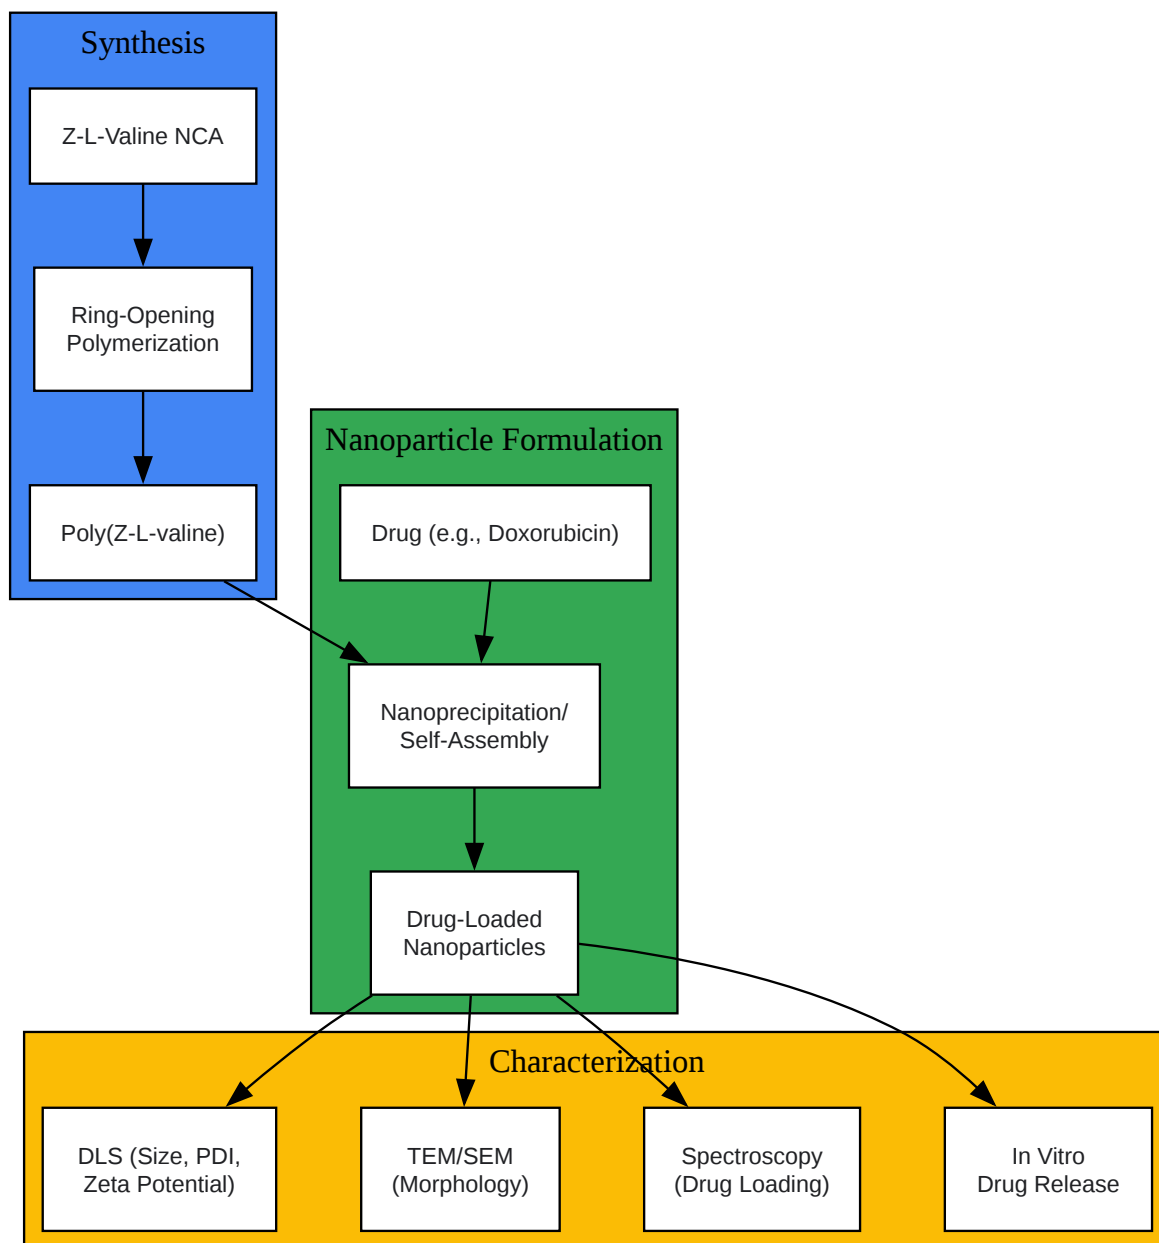 Synthesis
Z-L-Valine NCA
Ring-Opening
Polymerization
Poly(Z-L-valine)
Nanoparticle Formulation
Drug (e.g., Doxorubicin)
Nanoprecipitation/
Self-Assembly
Drug-Loaded
Nanoparticles
Characterization
DLS (Size, PDI,
Zeta Potential)
TEM/SEM
(Morphology)
Spectroscopy
(Drug Loading)
In Vitro
Drug Release